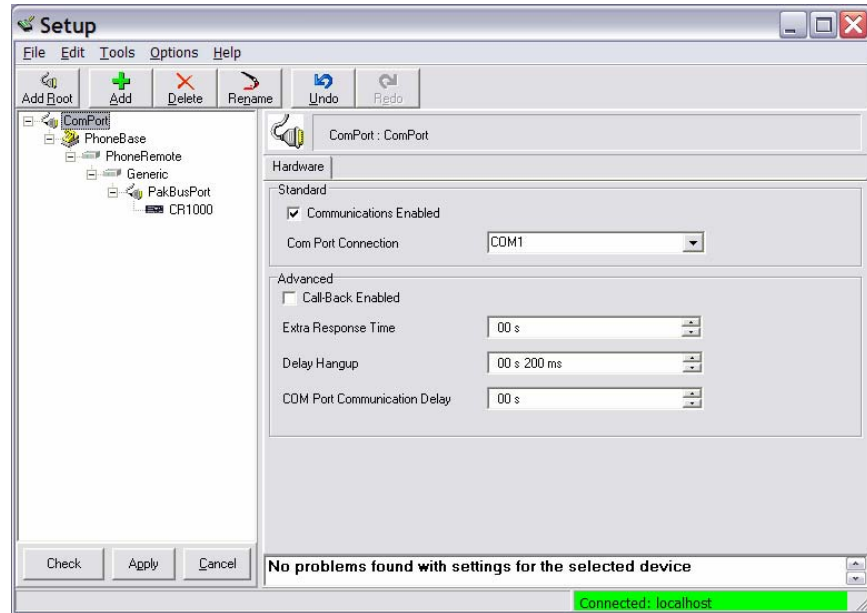 Setup
File Edit Tools Options Help
Add Root Add Delete Rename Undo Redo
ComPort
PhoneBase
PhoneRemote
Generic
PakBusPort
CR1000
ComPort : ComPort
Hardware
Standard
Communications Enabled
Com Port Connection COM1
Advanced
Call-Back Enabled
Extra Response Time 00 s
Delay Hangup 00 s 200 ms
COM Port Communication Delay 00 s
Check Apply Cancel
No problems found with settings for the selected device
Connected: localhost